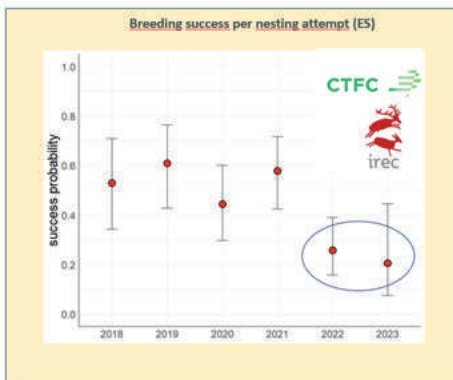 Breeding success per nesting attempt (ES)
CTFC
irec
success probability
1.0
0.8
0.6
0.4
0.2
0.0
2018 2019 2020 2021 2022 2023